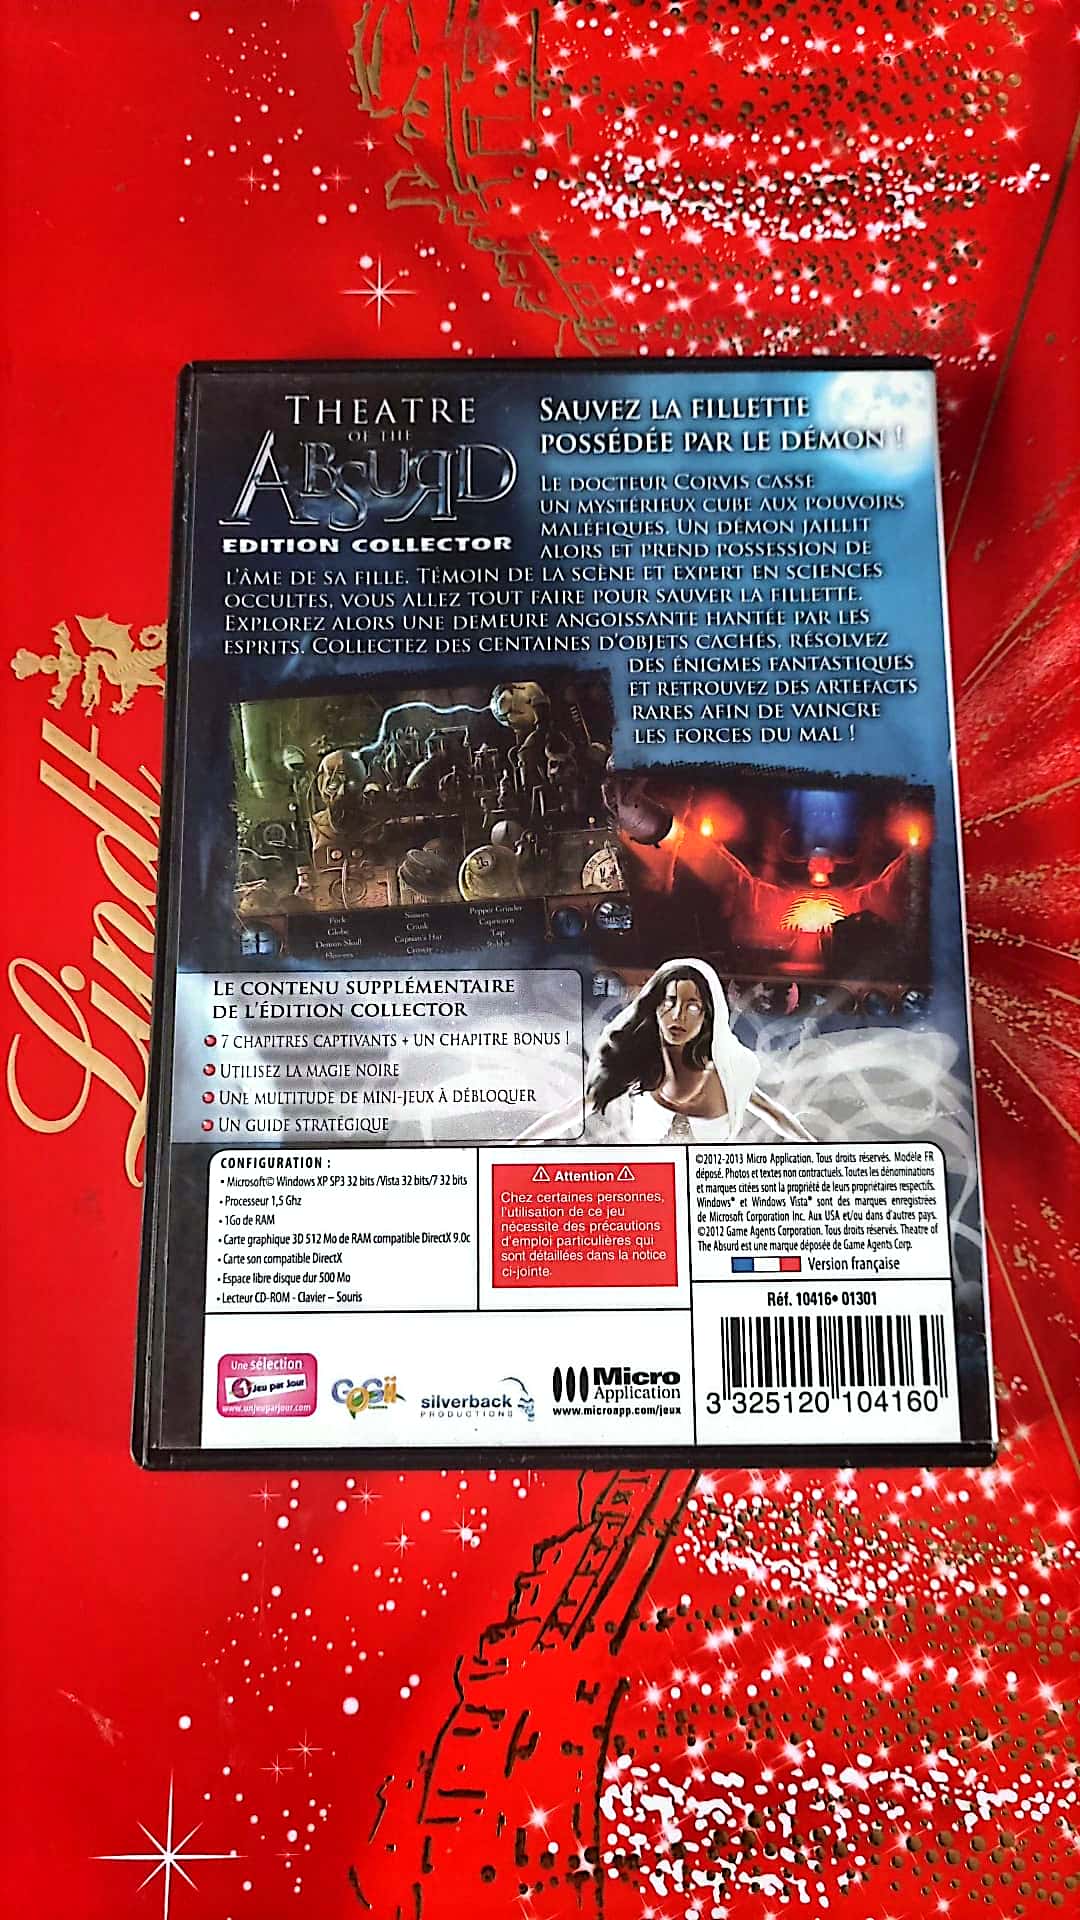 THEATRE
OF THE
ABSURD
EDITION COLLECTOR
SAUVEZ LA FILLETTE
POSSÉDÉE PAR LE DÉMON !
LE DOCTEUR CORVIS CASSE
UN MYSTÉRIEUX CUBE AUX POUVOIRS
MALÉFIQUES. UN DÉMON JAILLIT
ALORS ET PREND POSSESSION DE
L'ÂME DE SA FILLE. TÉMOIN DE LA SCÈNE ET EXPERT EN SCIENCES
OCCULTES, VOUS ALLEZ TOUT FAIRE POUR SAUVER LA FILLETTE.
EXPLOREZ ALORS UNE DEMEURE ANGOISSANTE HANTÉE PAR LES
ESPRITS. COLLECTEZ DES CENTAINES D'OBJETS CACHÉS, RÉSOLVEZ
DES ÉNIGMES FANTASTIQUES
ET RETROUVEZ DES ARTEFACTS
RARES AFIN DE VAINCRE
LES FORCES DU MAL !
Fork Scissors Pepper Grinder
Globe Crank Capricorn
Demon Skull Captain's Hat Tap
Flowers
LE CONTENU SUPPLÉMENTAIRE
DE L'ÉDITION COLLECTOR
7 CHAPITRES CAPTIVANTS + UN CHAPITRE BONUS !
UTILISEZ LA MAGIE NOIRE
UNE MULTITUDE DE MINI-JEUX À DÉBLOQUER
UN GUIDE STRATÉGIQUE
CONFIGURATION :
• Microsoft© Windows XP SP3 32 bits /Vista 32 bits/7 32 bits
• Processeur 1,5 Ghz
• 1Go de RAM
• Carte graphique 3D 512 Mo de RAM compatible DirectX 9.0c
• Carte son compatible DirectX
• Espace libre disque dur 500 Mo
• Lecteur CD-ROM - Clavier – Souris
⚠ Attention ⚠
Chez certaines personnes,
l'utilisation de ce jeu
nécessite des précautions
d'emploi particulières qui
sont détaillées dans la notice
ci-jointe.
©2012-2013 Micro Application. Tous droits réservés. Modèle FR
déposé. Photos et textes non contractuels. Toutes les dénominations
et marques citées sont la propriété de leurs propriétaires respectifs.
Windows® et Windows Vista® sont des marques enregistrées
de Microsoft Corporation Inc. Aux USA et/ou dans d'autres pays.
©2012 Game Agents Corporation. Tous droits réservés. Theatre of
The Absurd est une marque déposée de Game Agents Corp.
Version française
Réf. 10416• 01301
3 325120 104160
Une sélection
1 Jeu par Jour
www.unjeuparjour.com
GOGii
Games
silverback
PRODUCTIONS
Micro
Application
www.microapp.com/jeux
Lindt